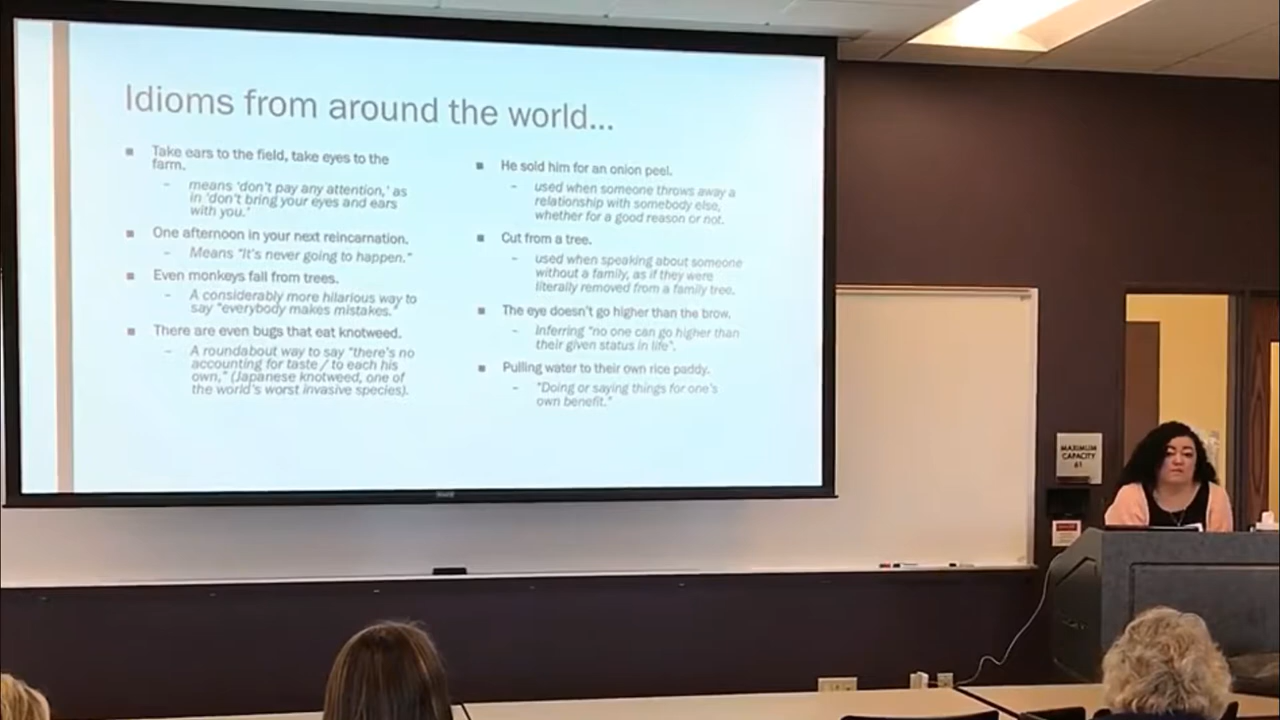 Idioms from around the world...
Take ears to the field, take eyes to the
farm.
means 'don't pay any attention,' as
in 'don't bring your eyes and ears
with you.'
One afternoon in your next reincarnation.
Means "It's never going to happen."
Even monkeys fall from trees.
A considerably more hilarious way to
say "everybody makes mistakes."
There are even bugs that eat knotweed.
A roundabout way to say "there's no
accounting for taste / to each his
own," (Japanese knotweed, one of
the world's worst invasive species).
He sold him for an onion peel.
used when someone throws away a
relationship with somebody else,
whether for a good reason or not.
Cut from a tree.
used when speaking about someone
without a family, as if they were
literally removed from a family tree.
The eye doesn't go higher than the brow.
Inferring "no one can go higher than
their given status in life".
Pulling water to their own rice paddy.
"Doing or saying things for one's
own benefit."
MAXIMUM
CAPACITY
61